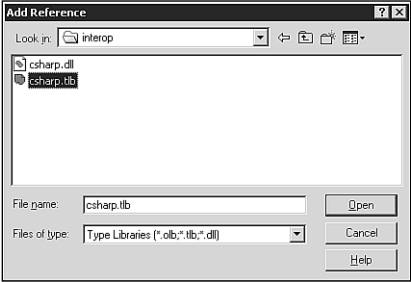 Add Reference
Look in: interop
csharp.dll
csharp.tlb
File name: csharp.tlb Open
Files of type: Type Libraries (*.olb;*.tlb;*.dll) Cancel
Help